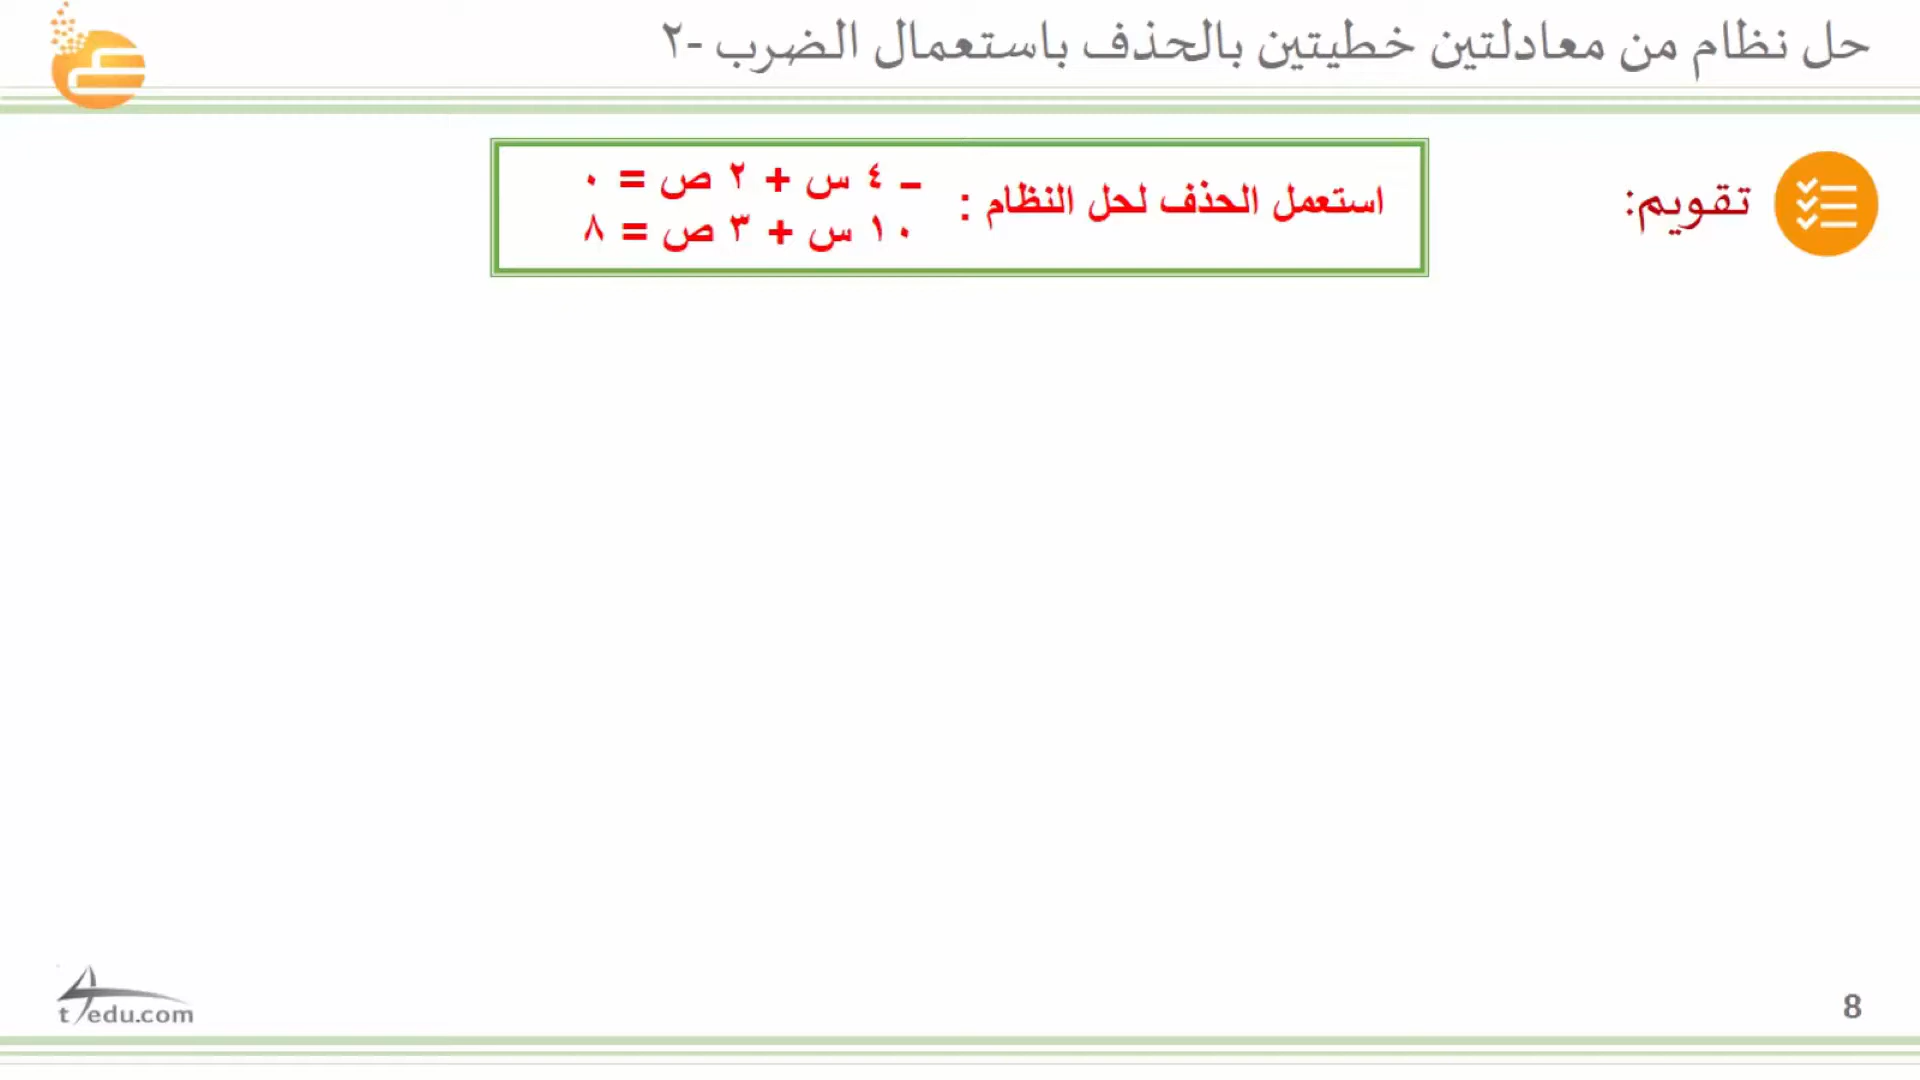 حل نظام من معادلتين خطيتين بالحذف باستعمال الضرب -٢
تقويم:
استعمل الحذف لحل النظام :
– ٤ س + ٢ ص = ٠
١٠ س + ٣ ص = ٨
t4edu.com
8